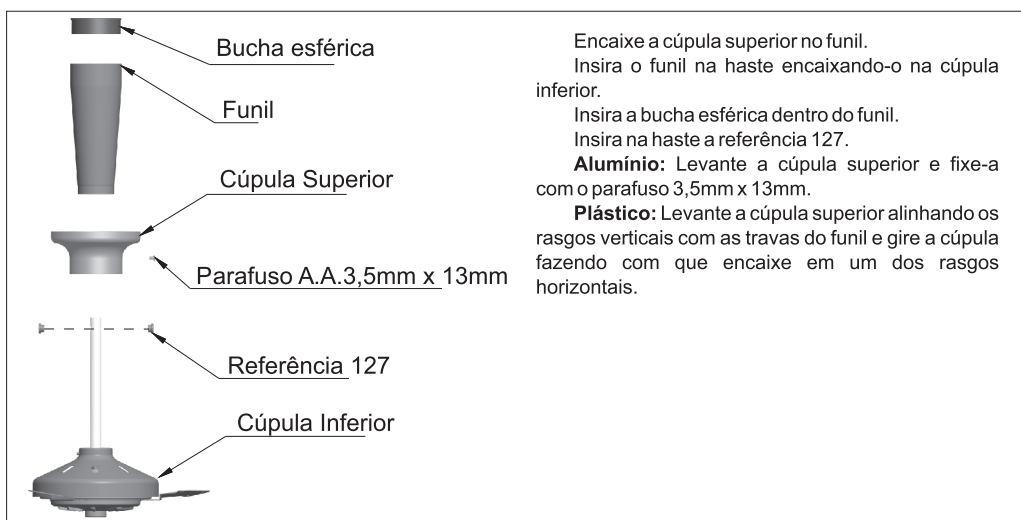 Bucha esférica
Funil
Cúpula Superior
Parafuso A.A.3,5mm x 13mm
Referência 127
Cúpula Inferior
Encaixe a cúpula superior no funil.
Insira o funil na haste encaixando-o na cúpula
inferior.
Insira a bucha esférica dentro do funil.
Insira na haste a referência 127.
Alumínio: Levante a cúpula superior e fixe-a
com o parafuso 3,5mm x 13mm.
Plástico: Levante a cúpula superior alinhando os
rasgos verticais com as travas do funil e gire a cúpula
fazendo com que encaixe em um dos rasgos
horizontais.